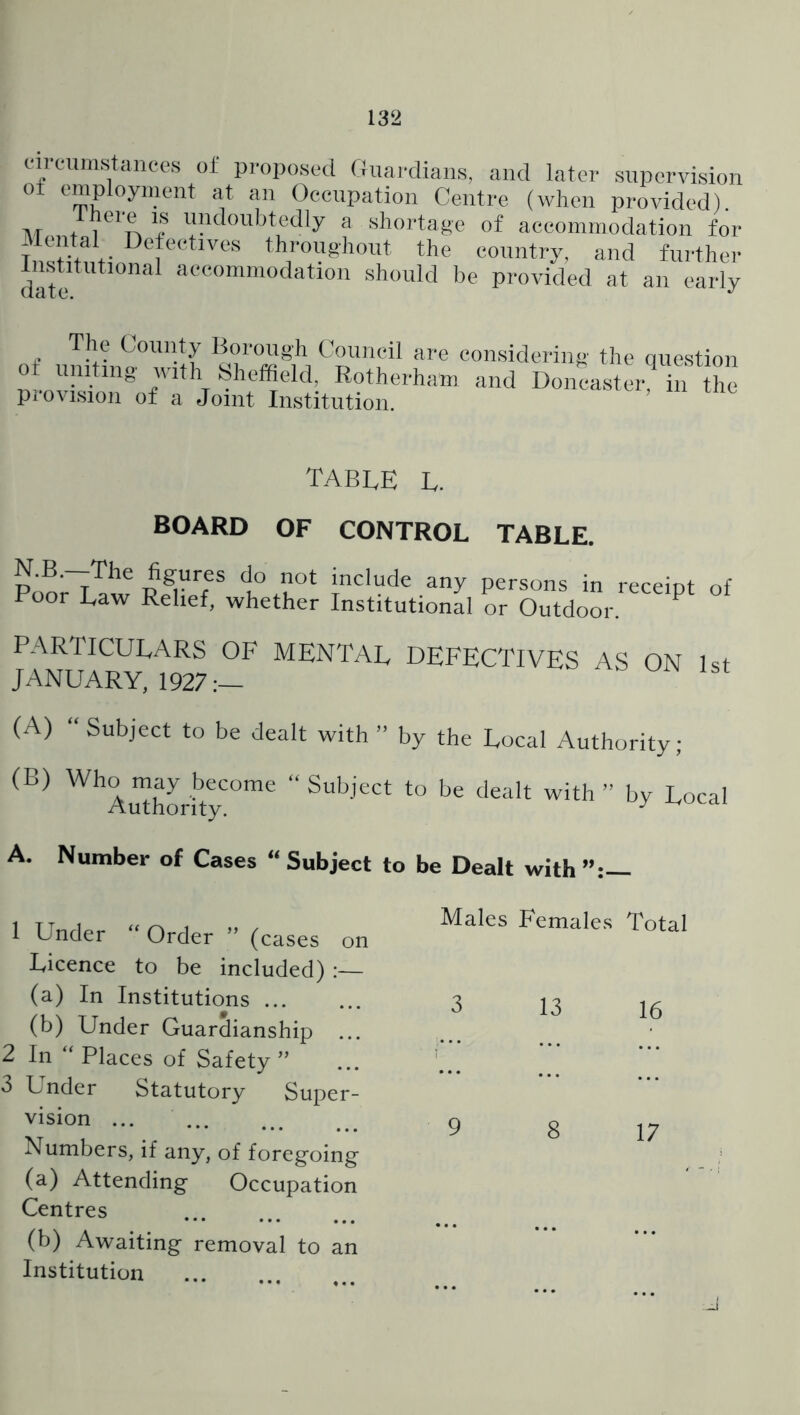 132
circumstances of proposed Guardians, and later supervision
of employment at an Occupation Centre (when provided).
There is undoubtedly a shortage of accommodation for
Mental Defectives throughout the country, and further
Institutional accommodation should be provided at an early
date.
The County Borough Council are considering the question
of uniting with Sheffield, Rotherham and Doncaster, in the
provision of a Joint Institution.
TABLE L.
BOARD OF CONTROL TABLE.
N.B.—The figures do not include any persons in receipt of
Poor Law Relief, whether Institutional or Outdoor.
PARTICULARS OF MENTAL DEFECTIVES AS ON 1st
JANUARY, 1927:—
(A) “Subject to be dealt with” by the Local Authority;
(B) Who may become “Subject to be dealt with” by Local
Authority.
A. Number of Cases “Subject to be Dealt with”:—
Males Females Total
1 Under “Order” (cases on
Licence to be included):—
(a) In Institutions ... ... 3 13 16
(b) Under Guardianship ... ... ... ...
2 In “Places of Safety” ... ... ... ...
3 Under Statutory Super-
vision ... ... ... ... 9 8 17
Numbers, if any, of foregoing
(a) Attending Occupation
Centres ... ... ... ... ... ...
(b) Awaiting removal to an
Institution ... ... ... ... ... ...